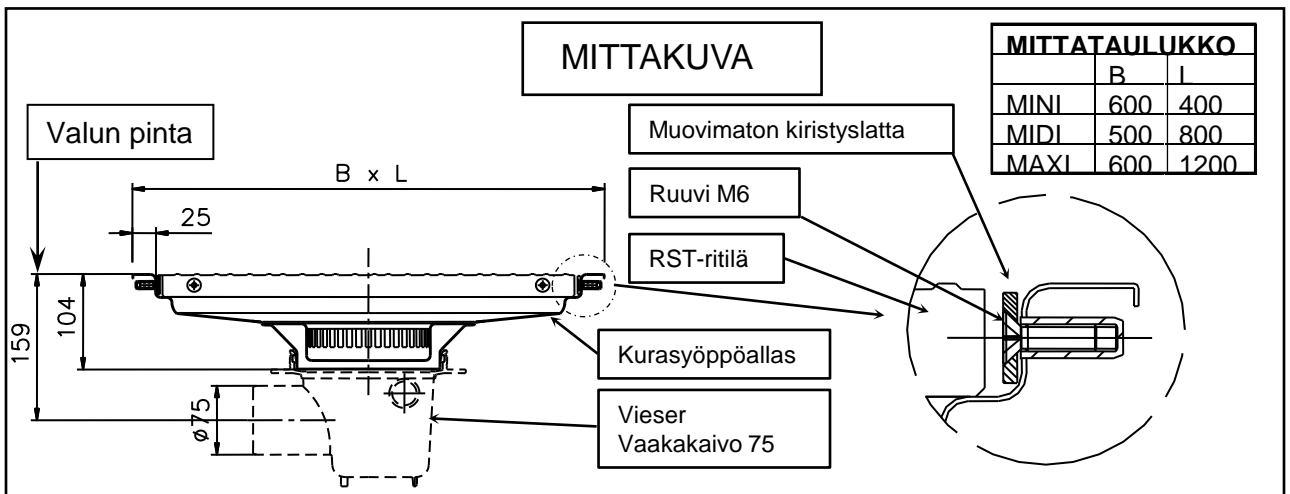 MITTAKUVA
MITTATAULUKKO
B L
MINI 600 400
MIDI 500 800
MAXI 600 1200
Valun pinta
Muovimaton kiristyslatta
B x L
Ruuvi M6
25
RST-ritilä
104
159
Kurasyöppöallas
ø75
Vieser
Vaakakaivo 75